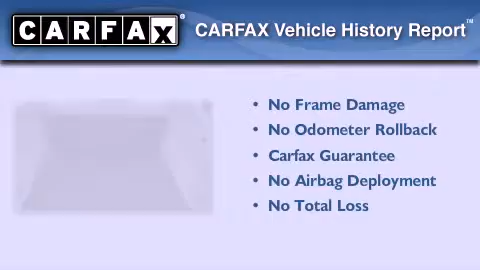 CARFAX® CARFAX Vehicle History Report™
• No Frame Damage
• No Odometer Rollback
• Carfax Guarantee
• No Airbag Deployment
• No Total Loss